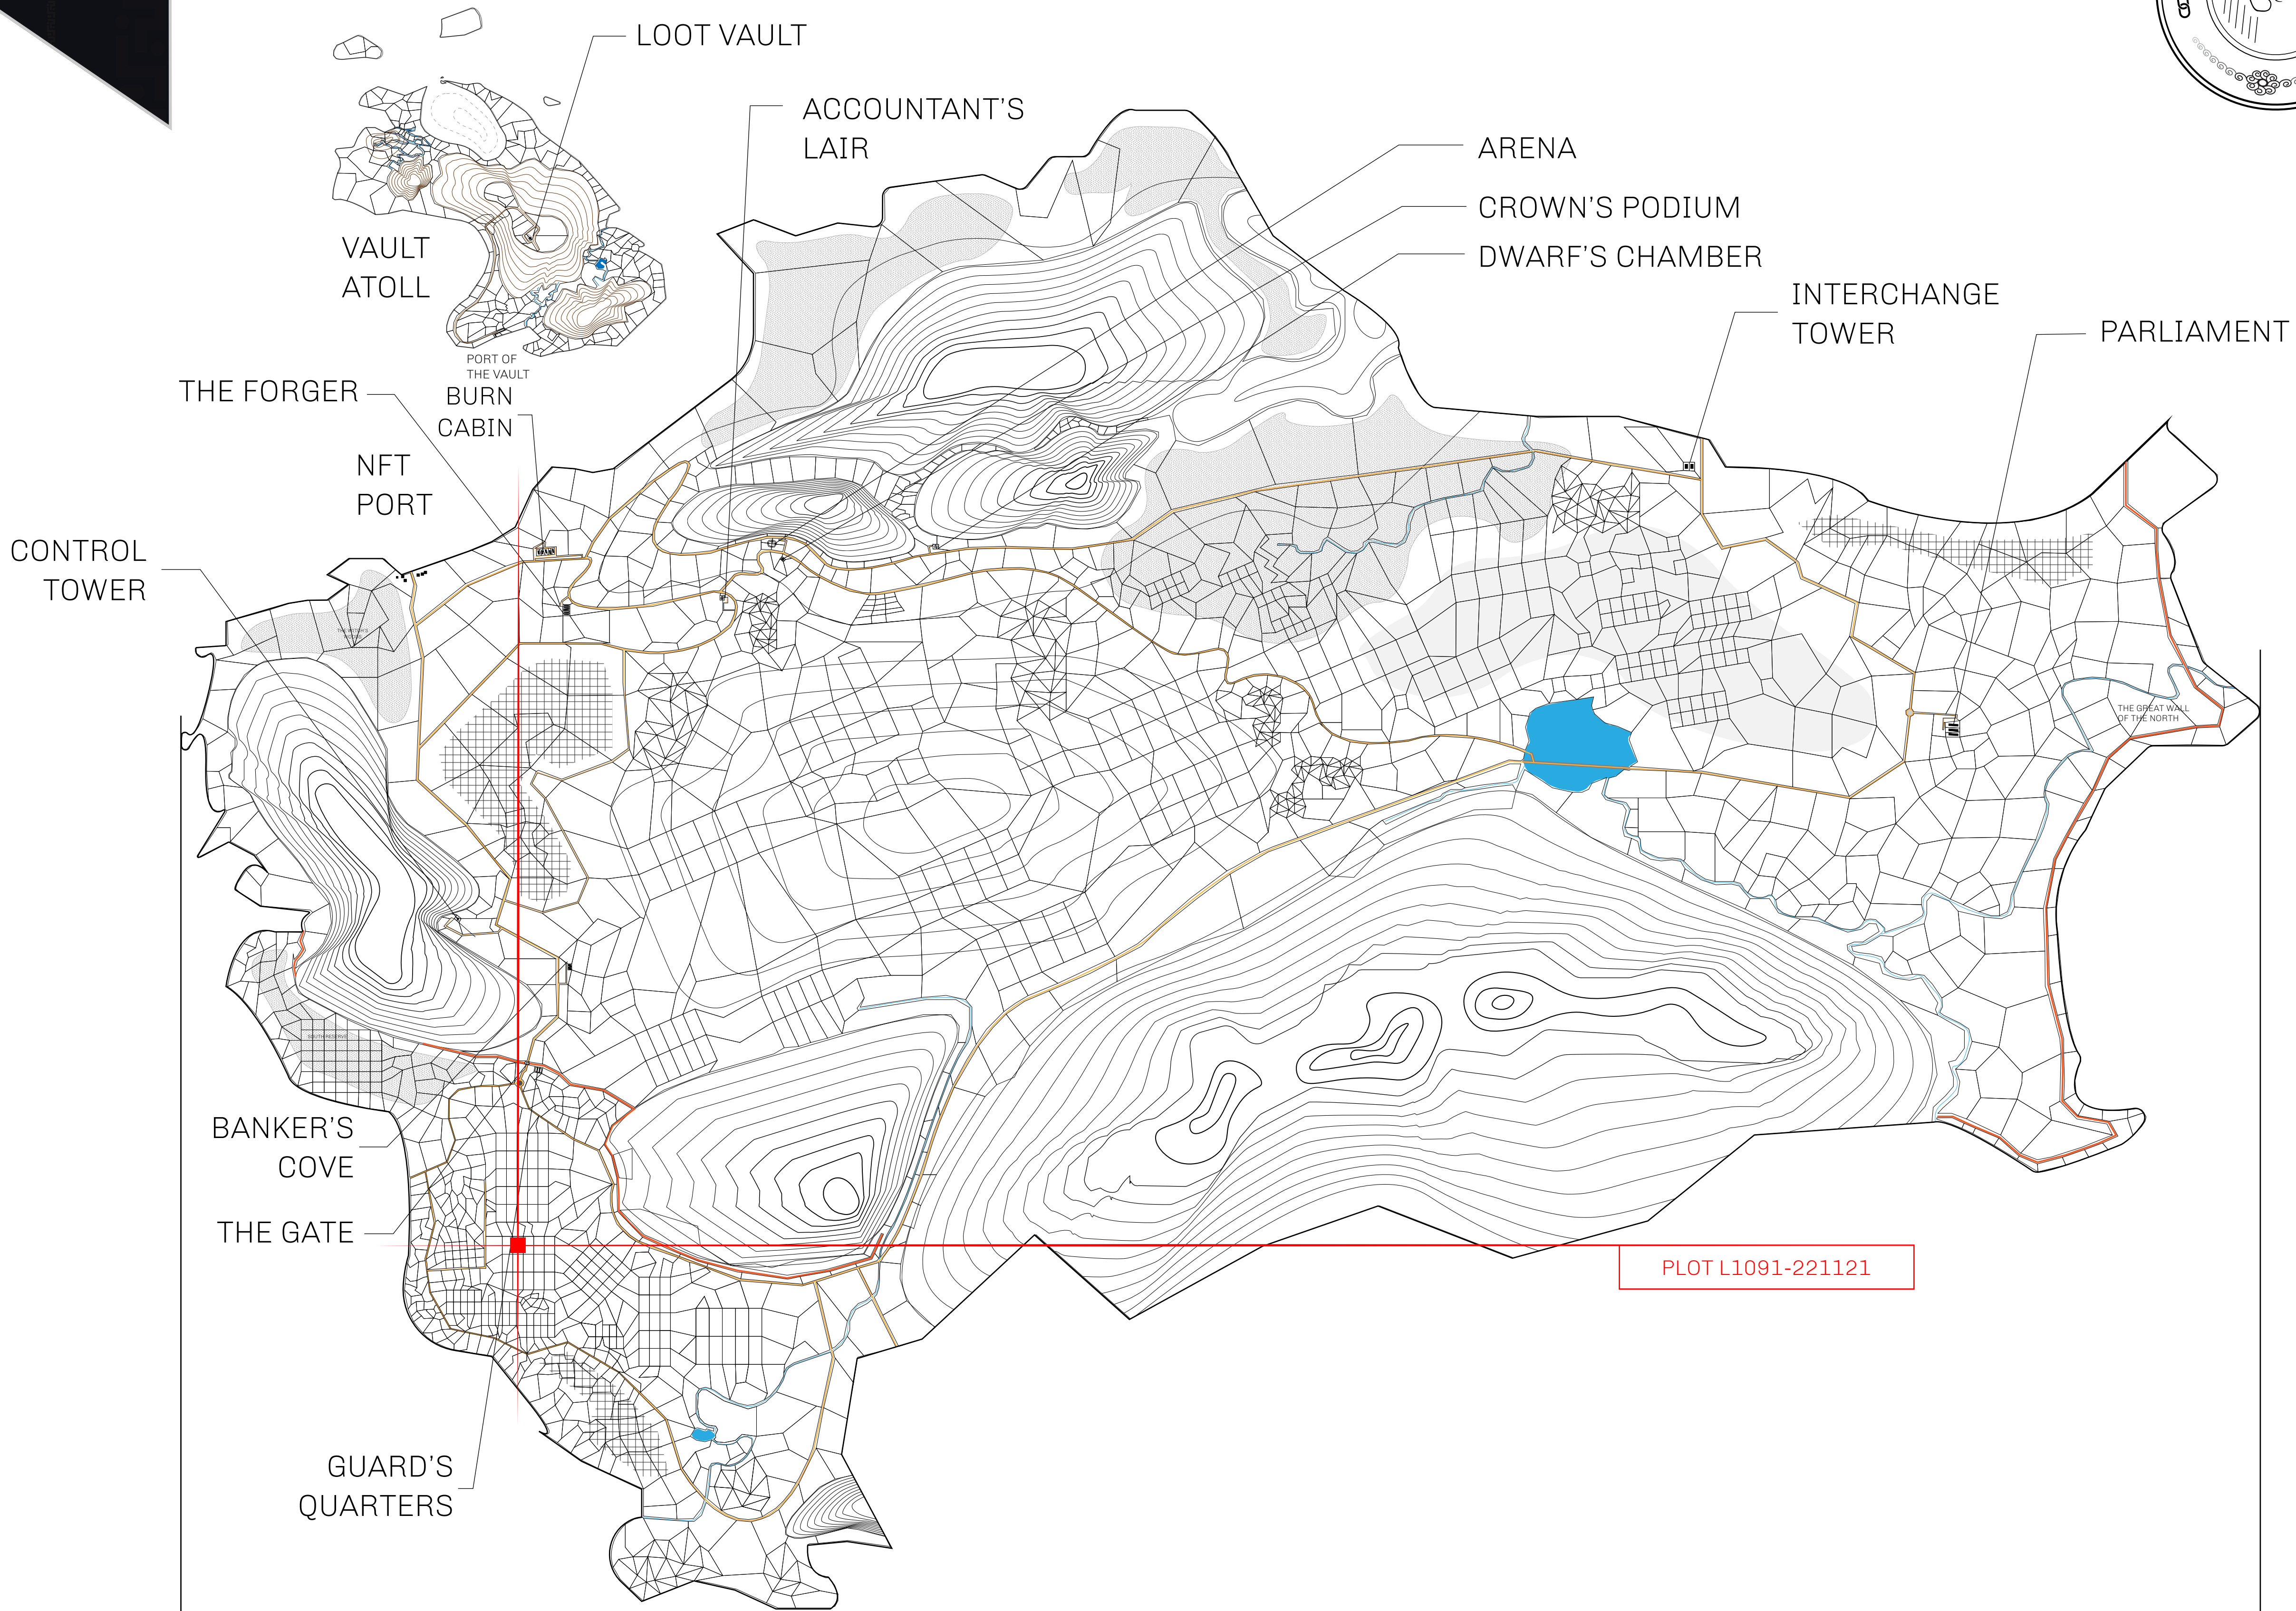 LOOT VAULT
ACCOUNTANT'S
LAIR
ARENA
CROWN'S PODIUM
DWARF'S CHAMBER
INTERCHANGE
TOWER
PARLIAMENT
VAULT
ATOLL
PORT OF
THE VAULT
THE FORGER
BURN
CABIN
NFT
PORT
CONTROL
TOWER
THE GREAT WALL
OF THE NORTH
SOUTH RESERVE
BANKER'S
COVE
THE GATE
PLOT L1091-221121
GUARD'S
QUARTERS